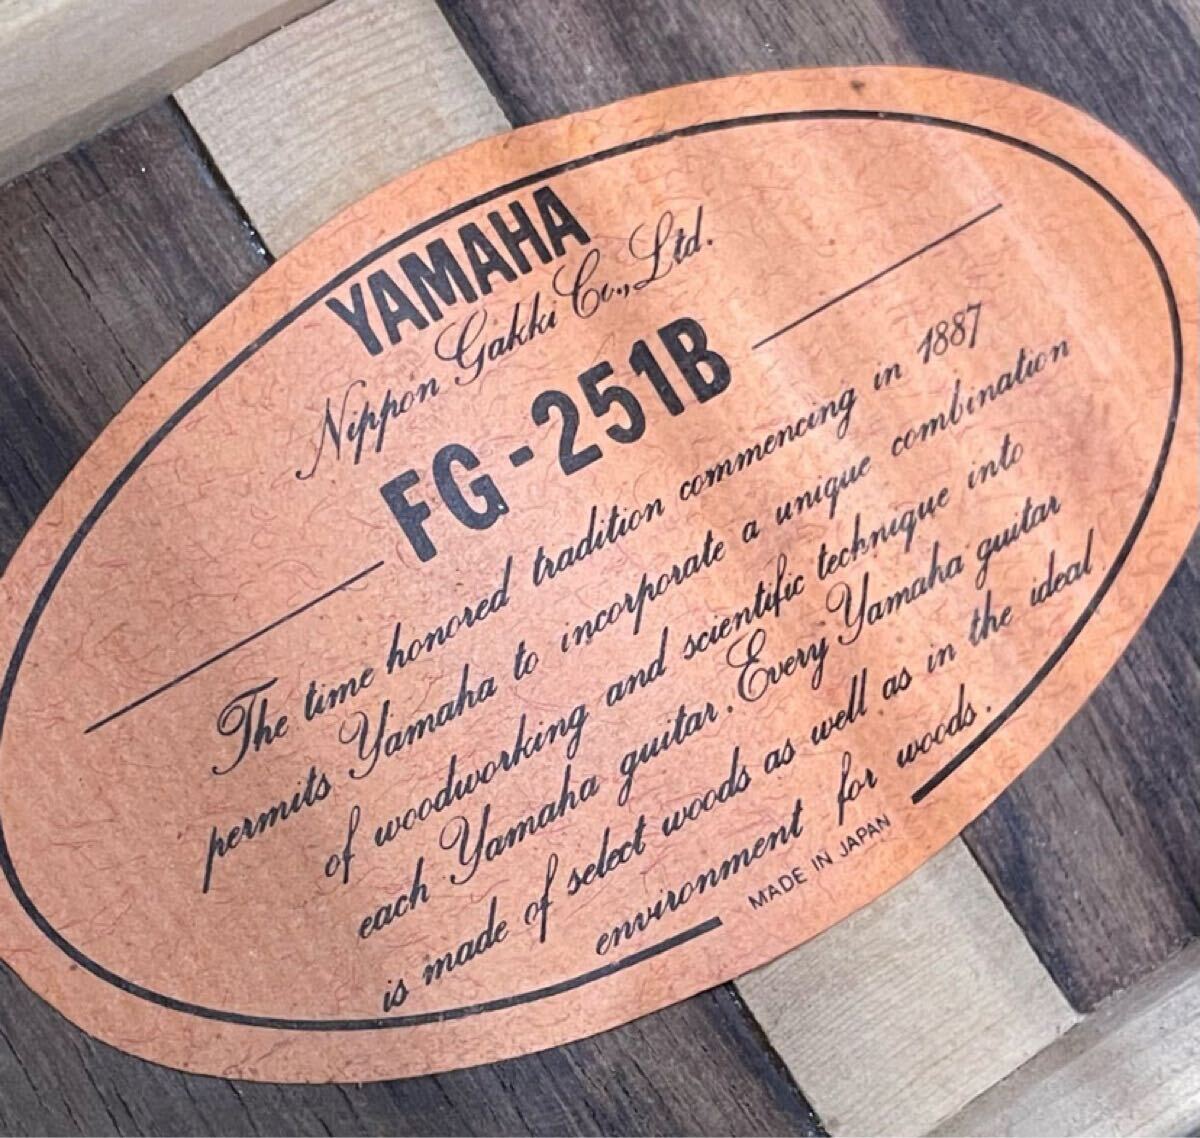 YAMAHA
Nippon Gakki Co., Ltd.
FG-251B
The time honored tradition commencing in 1887
permits Yamaha to incorporate a unique combination
of woodworking and scientific technique into
each Yamaha guitar. Every Yamaha guitar
is made of select woods as well as in the ideal
environment for woods.
MADE IN JAPAN